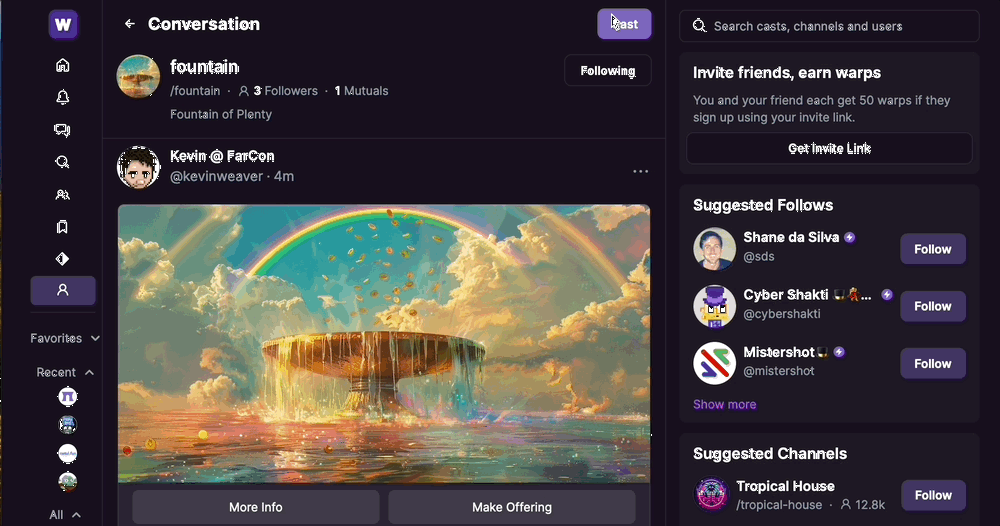 W
Conversation
Cast
fountain
/fountain · 3 Followers · 1 Mutuals
Following
Fountain of Plenty
Kevin @ FarCon
@kevinweaver · 4m
...
More Info
Make Offering
Favorites
Recent
All
Search casts, channels and users
Invite friends, earn warps
You and your friend each get 50 warps if they
sign up using your invite link.
Get Invite Link
Suggested Follows
Shane da Silva
@sds
Follow
Cyber Shakti ...
@cybershakti
Follow
Mistershot
@mistershot
Follow
Show more
Suggested Channels
Tropical House
/tropical-house · 12.8k
Follow